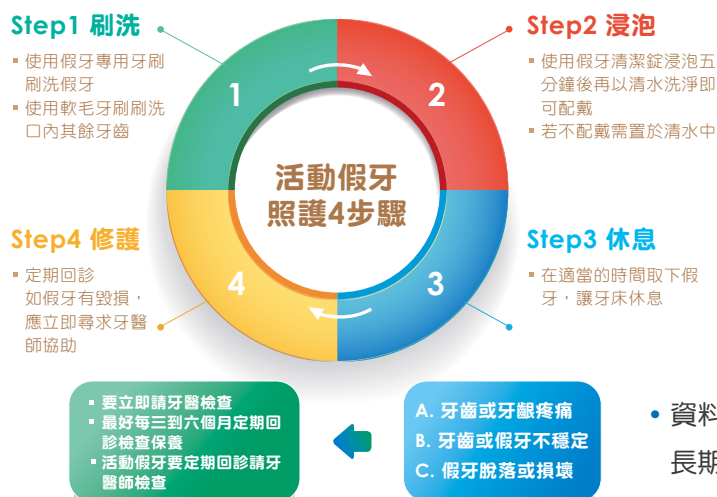 Step1 刷洗
▪ 使用假牙專用牙刷
刷洗假牙
▪ 使用軟毛牙刷刷洗
口內其餘牙齒
Step2 浸泡
▪ 使用假牙清潔錠浸泡五
分鐘後再以清水洗淨即
可配戴
▪ 若不配戴需置於清水中
1
2
活動假牙
照護4步驟
Step4 修護
▪ 定期回診
如假牙有毀損，
應立即尋求牙醫
師協助
Step3 休息
▪ 在適當的時間取下假
牙，讓牙床休息
4
3
▪ 要立即請牙醫檢查
▪ 最好每三到六個月定期回
診檢查保養
▪ 活動假牙要定期回診請牙
醫師檢查
A. 牙齒或牙齦疼痛
B. 牙齒或假牙不穩定
C. 假牙脫落或損壞
• 資料
長期